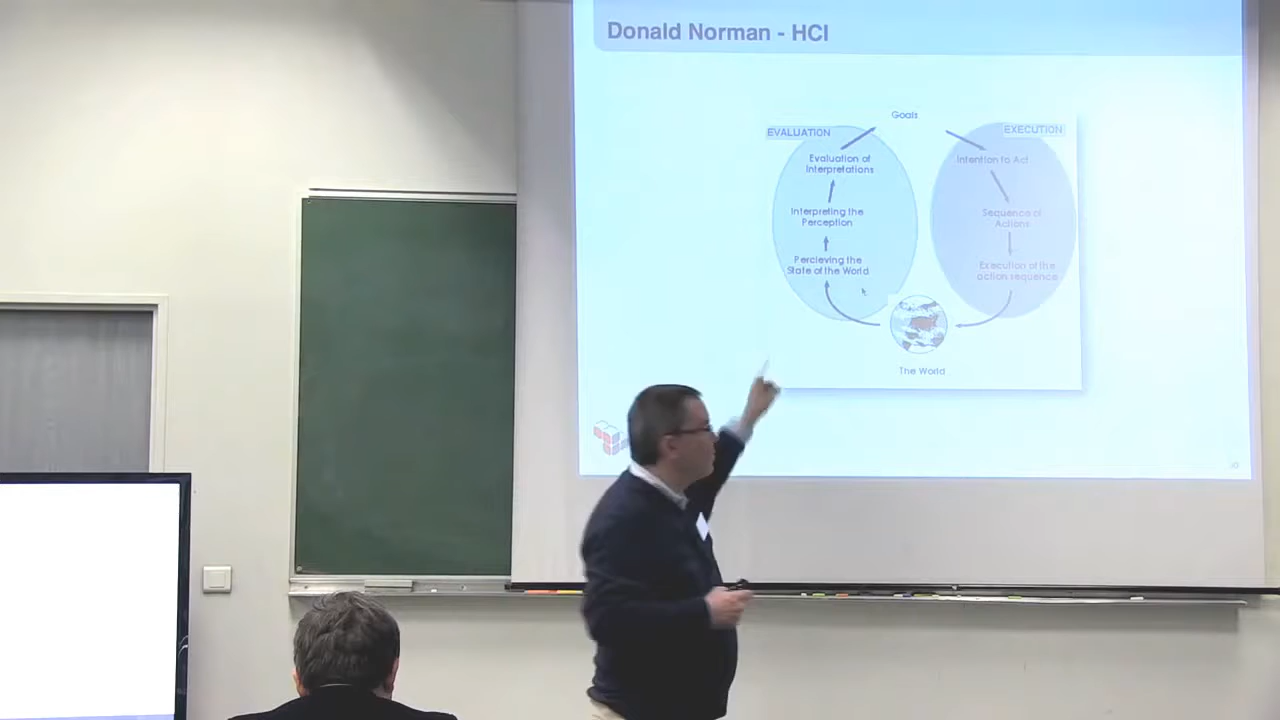 Donald Norman - HCI
Goals
EVALUATION
EXECUTION
Evaluation of
Interpretations
Intention to Act
Interpreting the
Perception
Sequence of
Actions
Percieving the
State of the World
Execution of the
action sequence
The World